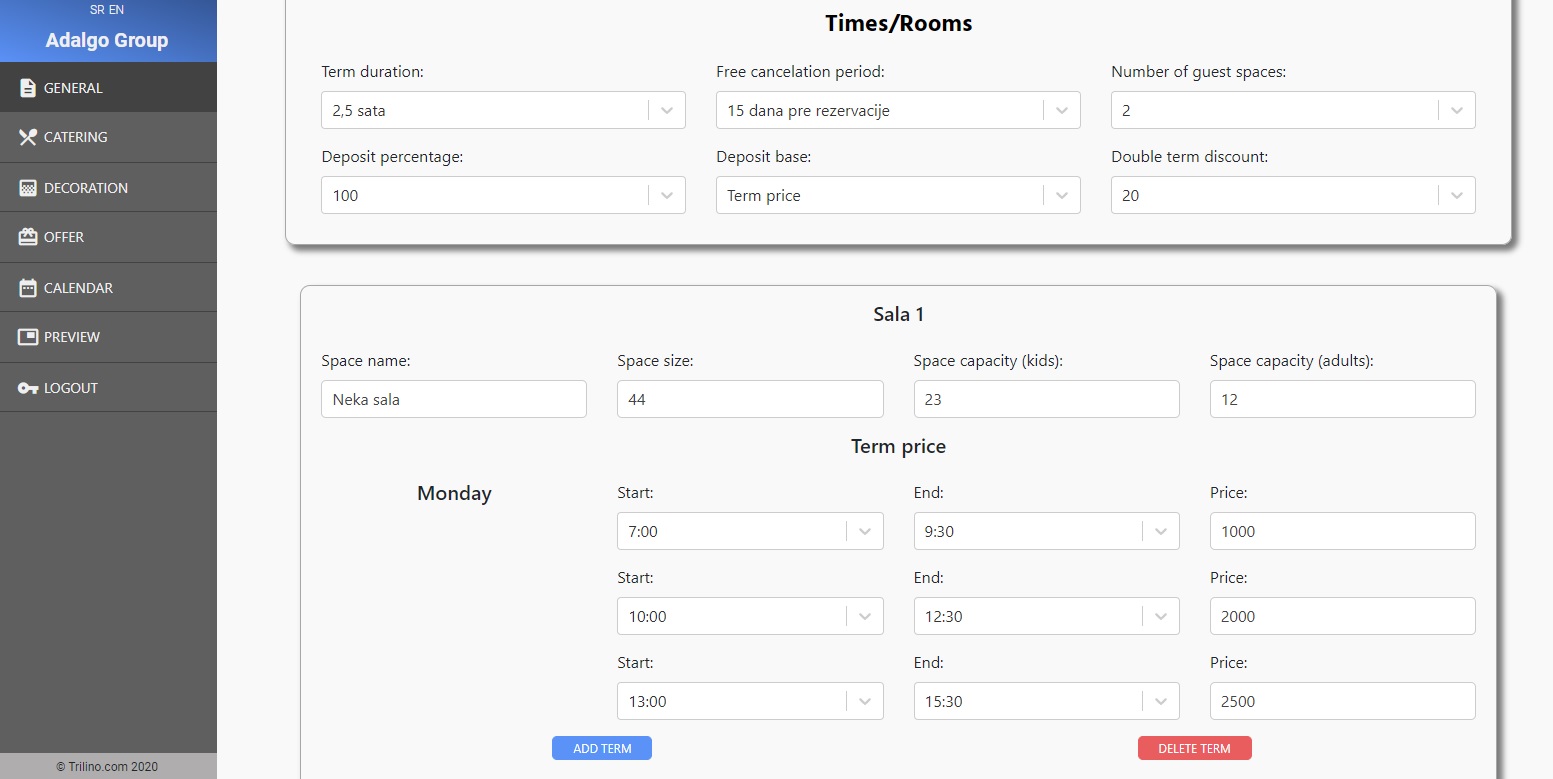 SR EN
Adalgo Group
GENERAL
CATERING
DECORATION
OFFER
CALENDAR
PREVIEW
LOGOUT
© Trilino.com 2020
Times/Rooms
Term duration: Free cancelation period: Number of guest spaces:
2,5 sata 15 dana pre rezervacije 2
Deposit percentage: Deposit base: Double term discount:
100 Term price 20
Sala 1
Space name: Space size: Space capacity (kids): Space capacity (adults):
Neka sala 44 23 12
Term price
Monday Start: End: Price:
7:00 9:30 1000
Start: End: Price:
10:00 12:30 2000
Start: End: Price:
13:00 15:30 2500
ADD TERM DELETE TERM